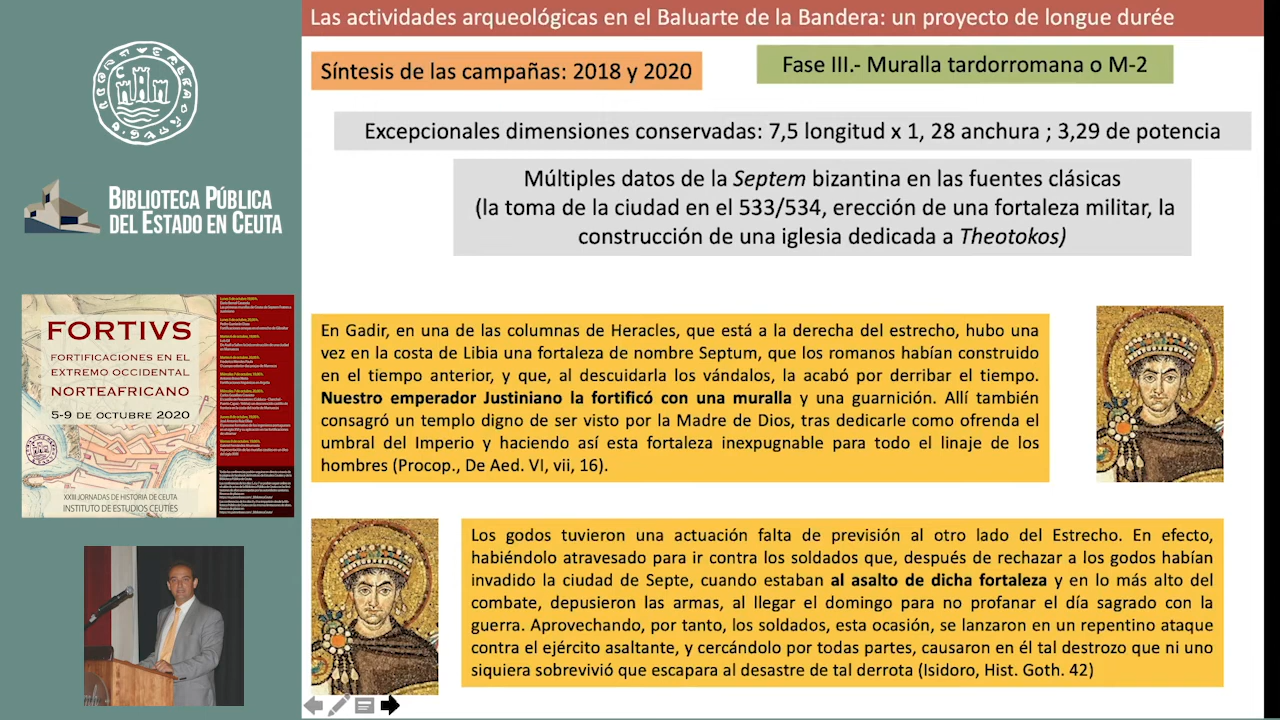 Las actividades arqueológicas en el Baluarte de la Bandera: un proyecto de longue durée
Síntesis de las campañas: 2018 y 2020
Fase III.- Muralla tardorromana o M-2
Excepcionales dimensiones conservadas: 7,5 longitud x 1, 28 anchura ; 3,29 de potencia
Múltiples datos de la Septem bizantina en las fuentes clásicas
(la toma de la ciudad en el 533/534, erección de una fortaleza militar, la
construcción de una iglesia dedicada a Theotokos)
En Gadir, en una de las columnas de Heracles, que está a la derecha del estrecho, hubo una
vez en la costa de Libia una fortaleza de nombre Septum, que los romanos habían construido
en el tiempo anterior, y que, al descuidarla los vándalos, la acabó por derruir el tiempo.
Nuestro emperador Justiniano la fortificó con una muralla y una guarnición. Allí también
consagró un templo digmo de ser visto por la Madre de Dios, tras dedicarle como ofrenda el
umbral del Imperio y haciendo así esta fortaleza inexpugnable para todo el linaje de los
hombres (Procop., De Aed. VI, vii, 16).
Los godos tuvieron una actuación falta de previsión al otro lado del Estrecho. En efecto,
habiéndolo atravesado para ir contra los soldados que, después de rechazar a los godos habían
invadido la ciudad de Septe, cuando estaban al asalto de dicha fortaleza y en lo más alto del
combate, depusieron las armas, al llegar el domingo para no profanar el día sagrado con la
guerra. Aprovechando, por tanto, los soldados, esta ocasión, se lanzaron en un repentino ataque
contra el ejército asaltante, y cercándolo por todas partes, causaron en él tal destrozo que ni uno
siquiera sobrevivió que escapara al desastre de tal derrota (Isidoro, Hist. Goth. 42)
BIBLIOTECA PÚBLICA
DEL ESTADO EN CEUTA
FORTIVS
FORTIFICACIONES EN EL
EXTREMO OCCIDENTAL
NORTEAFRICANO
5-9 DE OCTUBRE 2020
XXIII JORNADAS DE HISTORIA DE CEUTA
INSTITUTO DE ESTUDIOS CEUTÍES